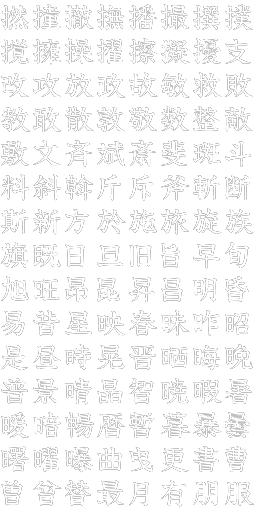 撚撞撤撫播撮撰撲
撹擁操擢擦擬擾支
改攻放政故敏救敗
教敢散敦敬数整敵
敷文斉斌斎斐斑斗
料斜斡斤斥斧斬断
斯新方於施旅旋族
旗既日旦旧旨早旬
旭旺昂昆昇昌明昏
易昔星映春昧昨昭
是昼時晃晋晒晦晩
普景晴晶智暁暇暑
暖暗暢暦暫暮暴曇
曙曜曝曲曳更書曹
曽曾替最月有朋服